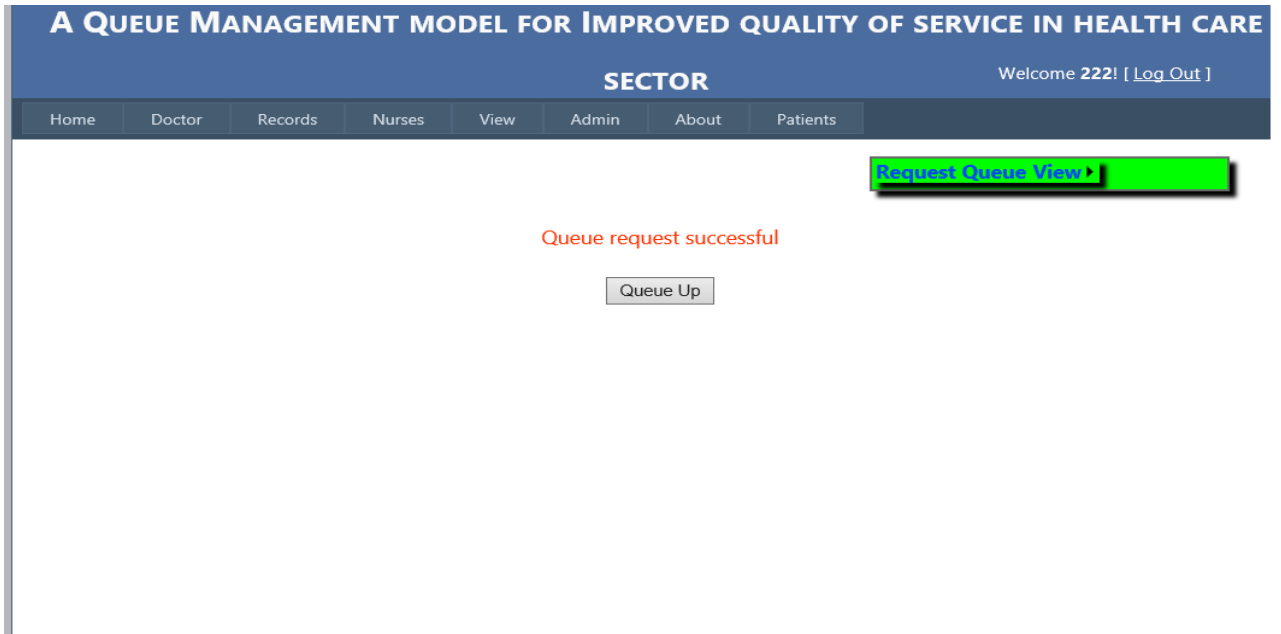 A Queue Management model for Improved quality of service in health care
sector
Welcome 222! [ Log Out ]
Home Doctor Records Nurses View Admin About Patients
Request Queue View
Queue request successful
Queue Up